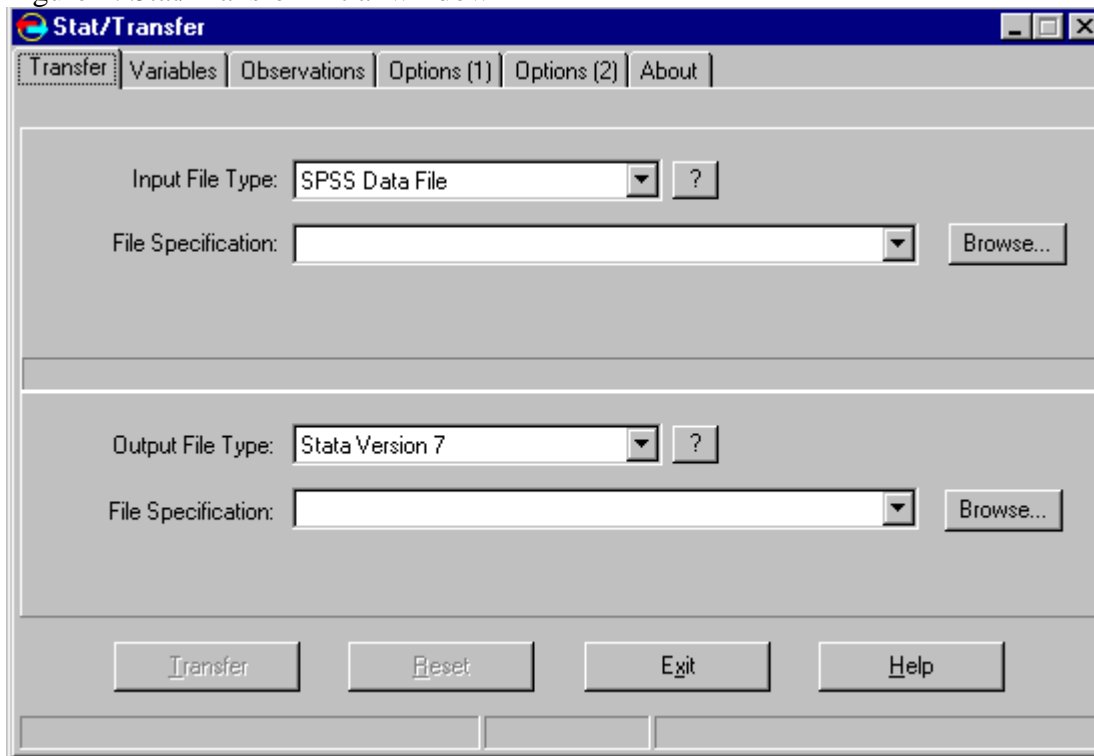 Stat/Transfer
Transfer Variables Observations Options (1) Options (2) About
Input File Type: SPSS Data File ?
File Specification: Browse...
Output File Type: Stata Version 7 ?
File Specification: Browse...
Transfer Reset Exit Help